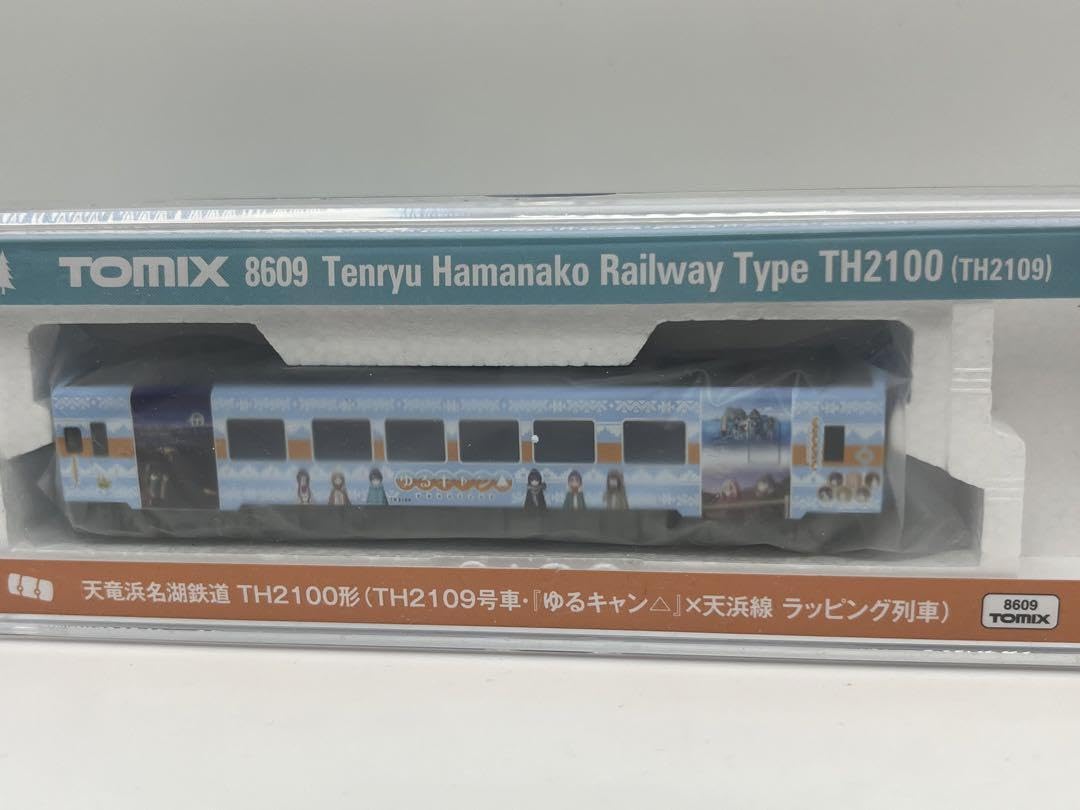 TOMIX 8609 Tenryu Hamanako Railway Type TH2100 (TH2109)
ゆるキャン△
天竜浜名湖鉄道 TH2100形(TH2109号車・『ゆるキャン△』×天浜線 ラッピング列車)
8609
TOMIX